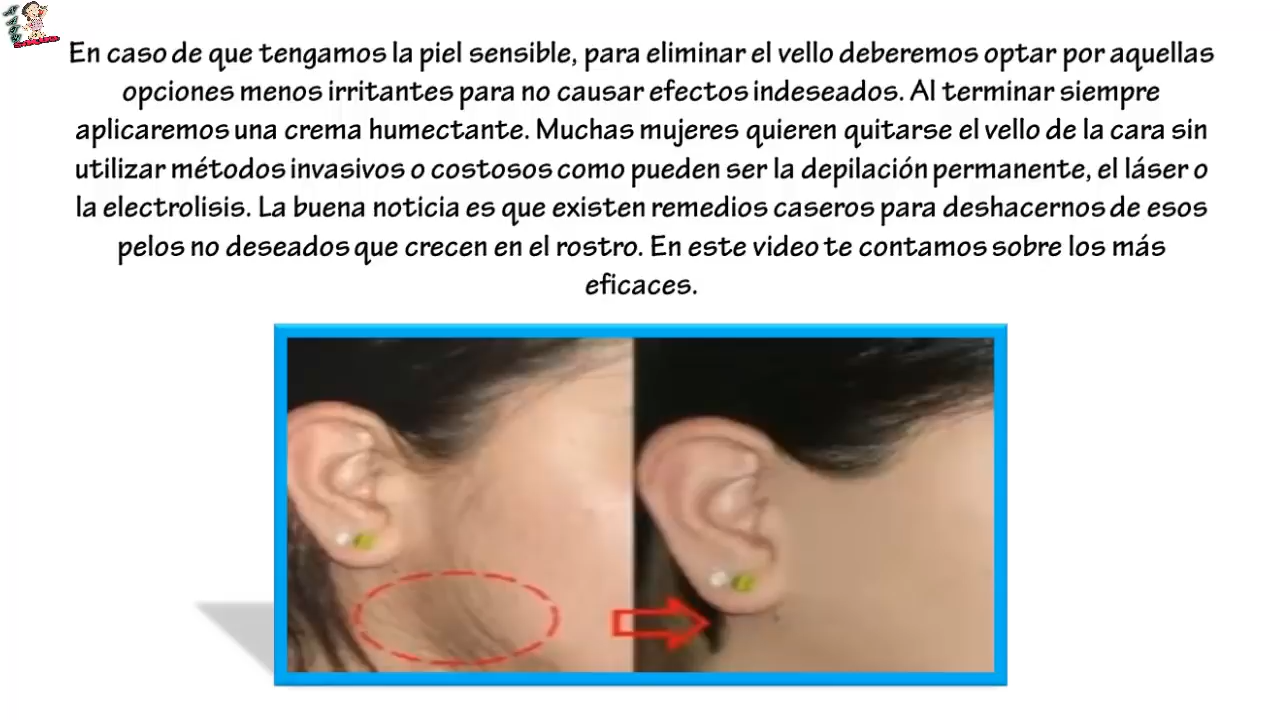 En caso de que tengamos la piel sensible, para eliminar el vello deberemos optar por aquellas
opciones menos irritantes para no causar efectos indeseados. Al terminar siempre
aplicaremos una crema humectante. Muchas mujeres quieren quitarse el vello de la cara sin
utilizar métodos invasivos o costosos como pueden ser la depilación permanente, el láser o
la electrolisis. La buena noticia es que existen remedios caseros para deshacernos de esos
pelos no deseados que crecen en el rostro. En este video te contamos sobre los más
eficaces.